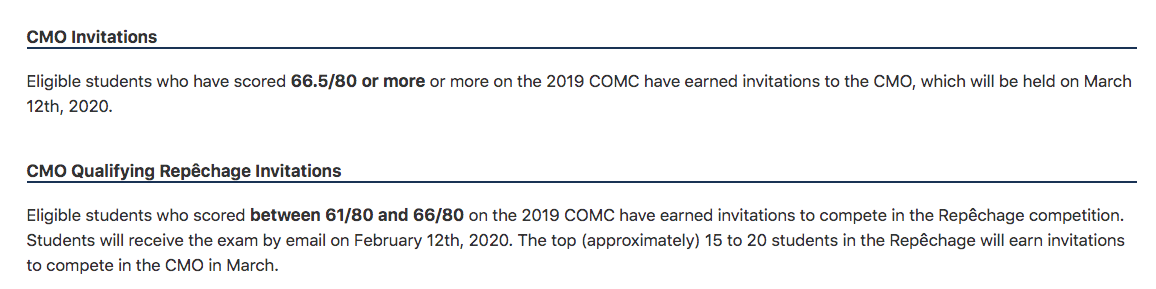 CMO Invitations
Eligible students who have scored 66.5/80 or more or more on the 2019 COMC have earned invitations to the CMO, which will be held on March
12th, 2020.
CMO Qualifying Repêchage Invitations
Eligible students who scored between 61/80 and 66/80 on the 2019 COMC have earned invitations to compete in the Repêchage competition.
Students will receive the exam by email on February 12th, 2020. The top (approximately) 15 to 20 students in the Repêchage will earn invitations
to compete in the CMO in March.